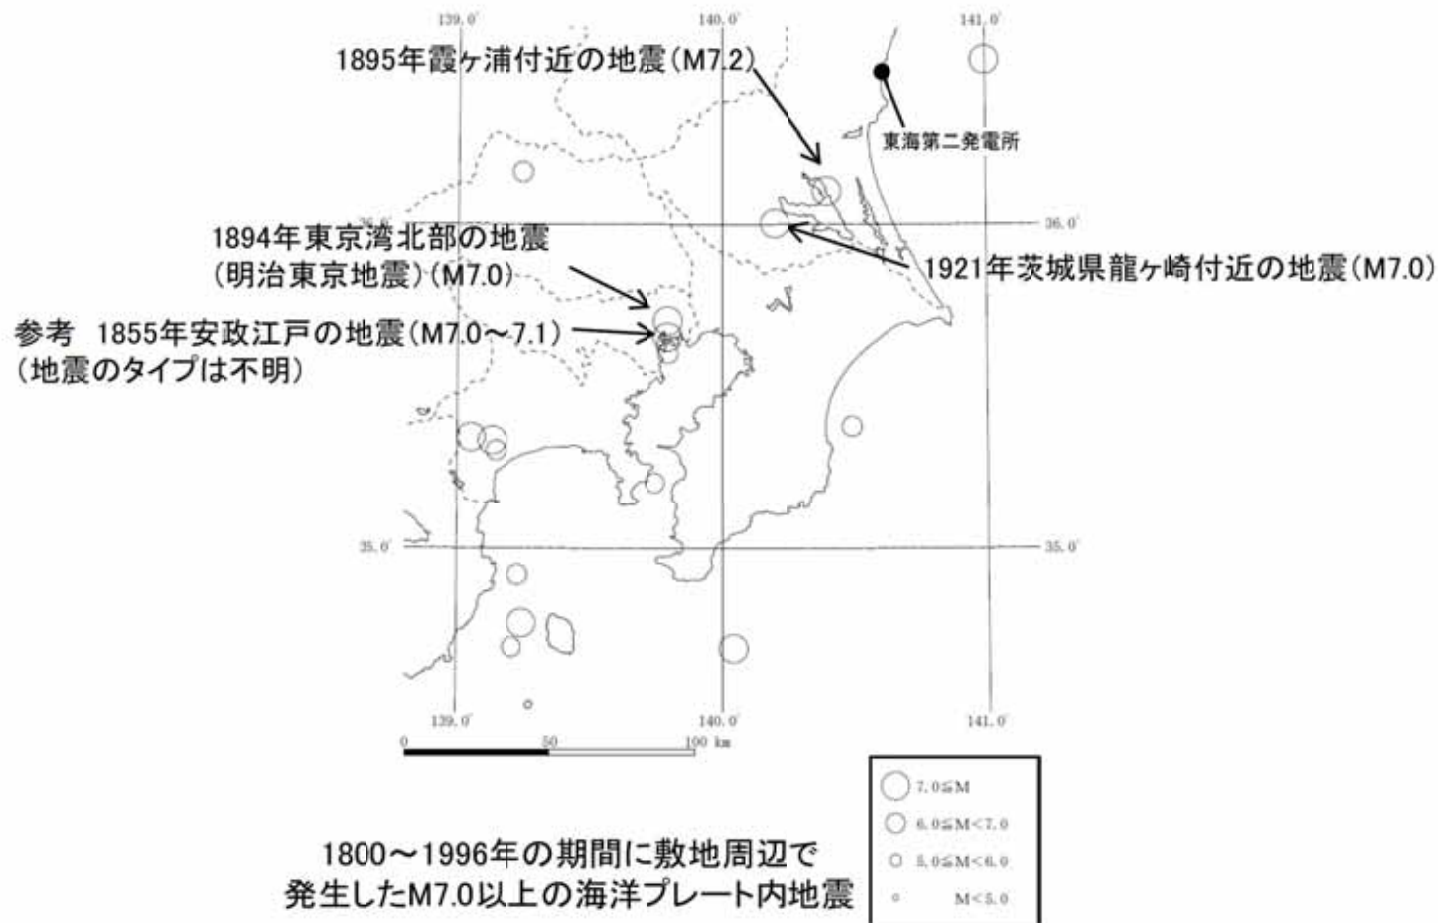 139.0°
140.0°
141.0°
1895年霞ヶ浦付近の地震(M7.2)
東海第二発電所
36.0°
36.0°
1894年東京湾北部の地震
(明治東京地震)(M7.0)
1921年茨城県龍ヶ崎付近の地震(M7.0)
参考 1855年安政江戸の地震(M7.0~7.1)
(地震のタイプは不明)
35.0°
35.0°
139.0°
140.0°
141.0°
0
50
100 km
7.0≦M
6.0≦M<7.0
5.0≦M<6.0
M<5.0
1800~1996年の期間に敷地周辺で
発生したM7.0以上の海洋プレート内地震